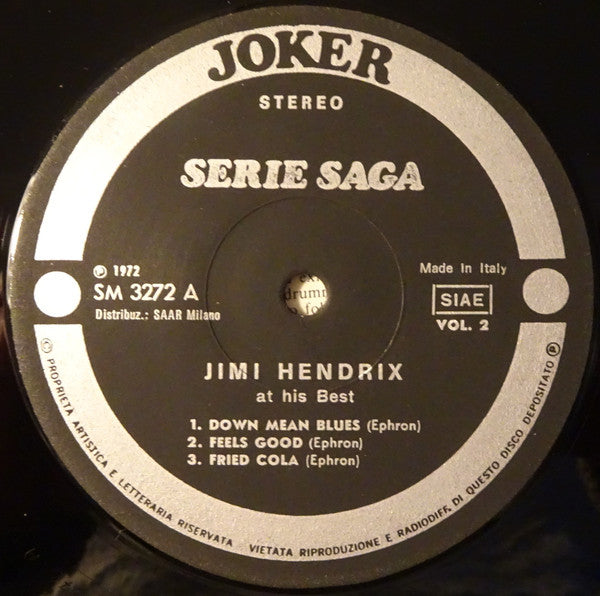 JOKER
STEREO
SERIE SAGA
℗ 1972
SM 3272 A
Distribuz.: SAAR Milano
Made in Italy
SIAE
VOL. 2
drumm
JIMI HENDRIX
at his Best
1. DOWN MEAN BLUES (Ephron)
2. FEELS GOOD (Ephron)
3. FRIED COLA (Ephron)
© PROPRIETA ARTISTICA E LETTERARIA RISERVATA - VIETATA RIPRODUZIONE E RADIODIFF. DI QUESTO DISCO DEPOSITATO ℗